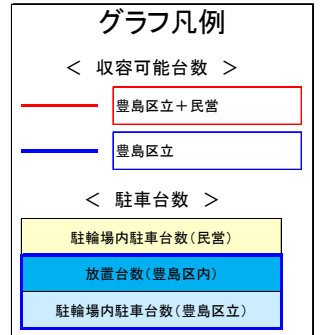 グラフ凡例
＜ 収容可能台数 ＞
豊島区立＋民営
豊島区立
＜ 駐車台数 ＞
駐輪場内駐車台数（民営）
放置台数（豊島区内）
駐輪場内駐車台数（豊島区立）